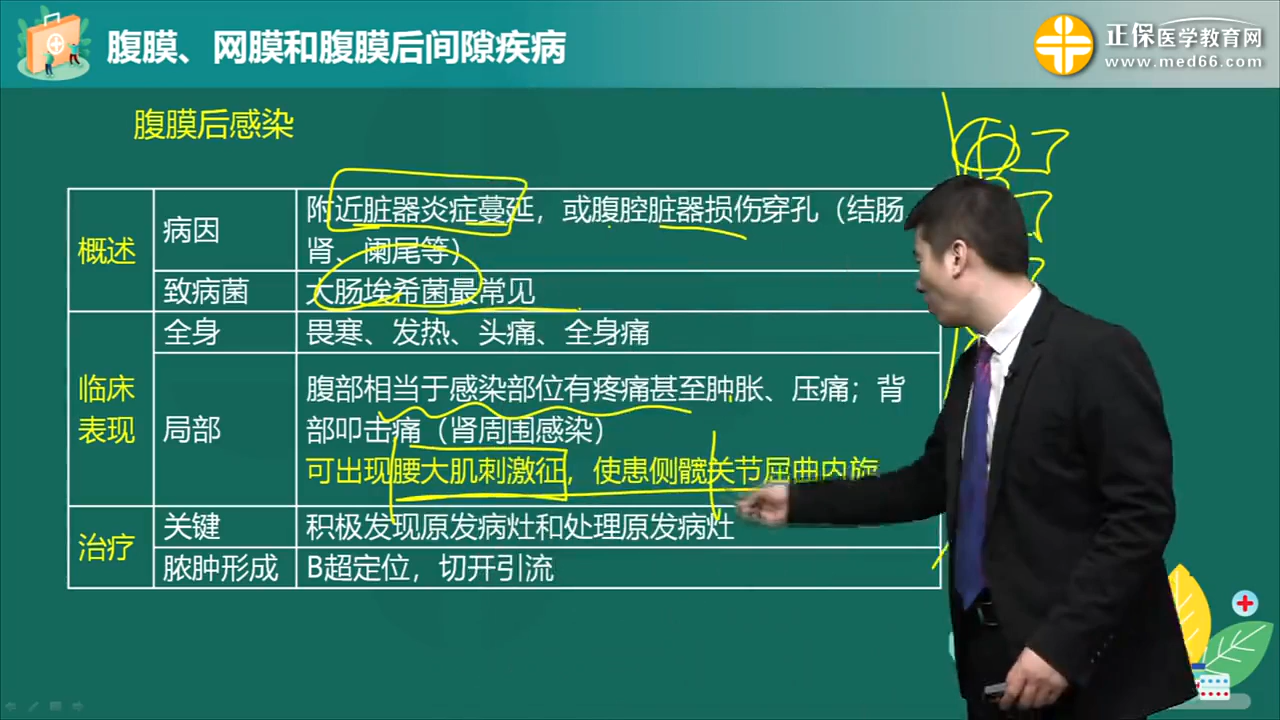 腹膜、网膜和腹膜后间隙疾病
正保医学教育网
www.med66.com
腹膜后感染
概述
病因
附近脏器炎症蔓延，或腹腔脏器损伤穿孔（结肠
肾、阑尾等）
致病菌
大肠埃希菌最常见
临床
表现
全身
畏寒、发热、头痛、全身痛
局部
腹部相当于感染部位有疼痛甚至肿胀、压痛；背
部叩击痛（肾周围感染）
可出现腰大肌刺激征，使患侧髋关节屈曲内旋
治疗
关键
积极发现原发病灶和处理原发病灶
脓肿形成
B超定位，切开引流